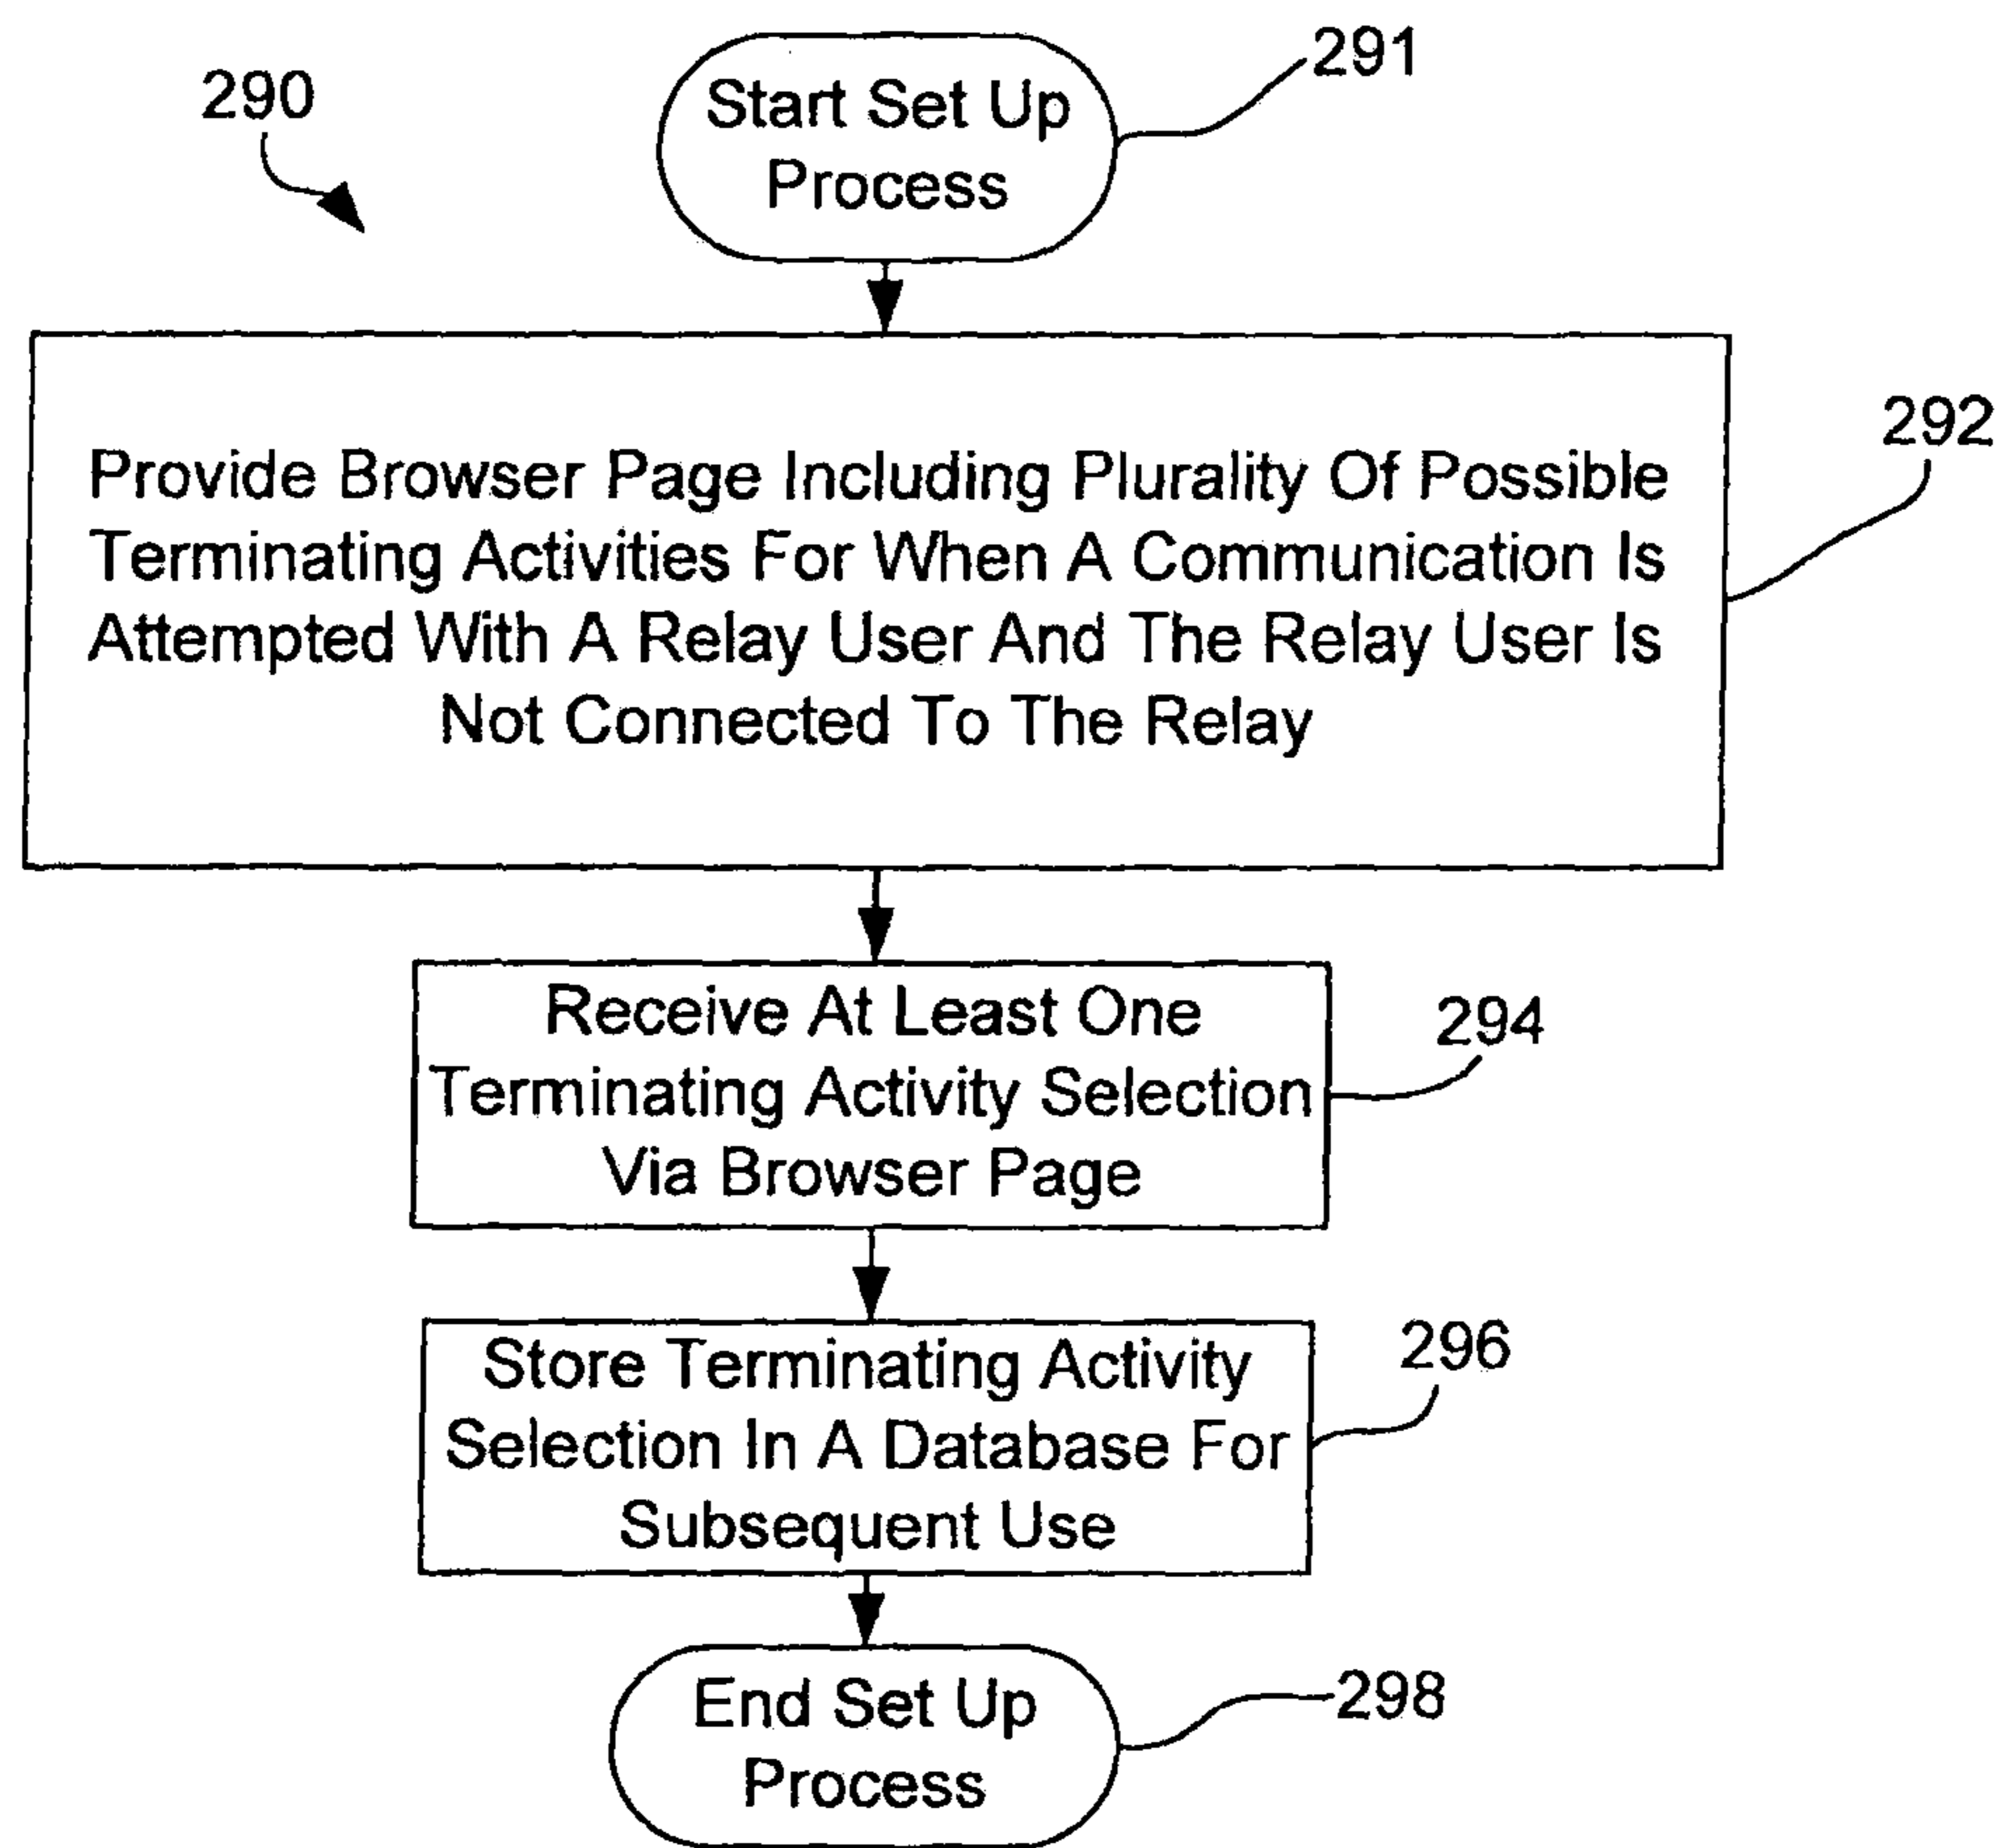 290
Start Set Up
Process
291
Provide Browser Page Including Plurality Of Possible
Terminating Activities For When A Communication Is
Attempted With A Relay User And The Relay User Is
Not Connected To The Relay
292
Receive At Least One
Terminating Activity Selection
Via Browser Page
294
Store Terminating Activity
Selection In A Database For
Subsequent Use
296
End Set Up
Process
298